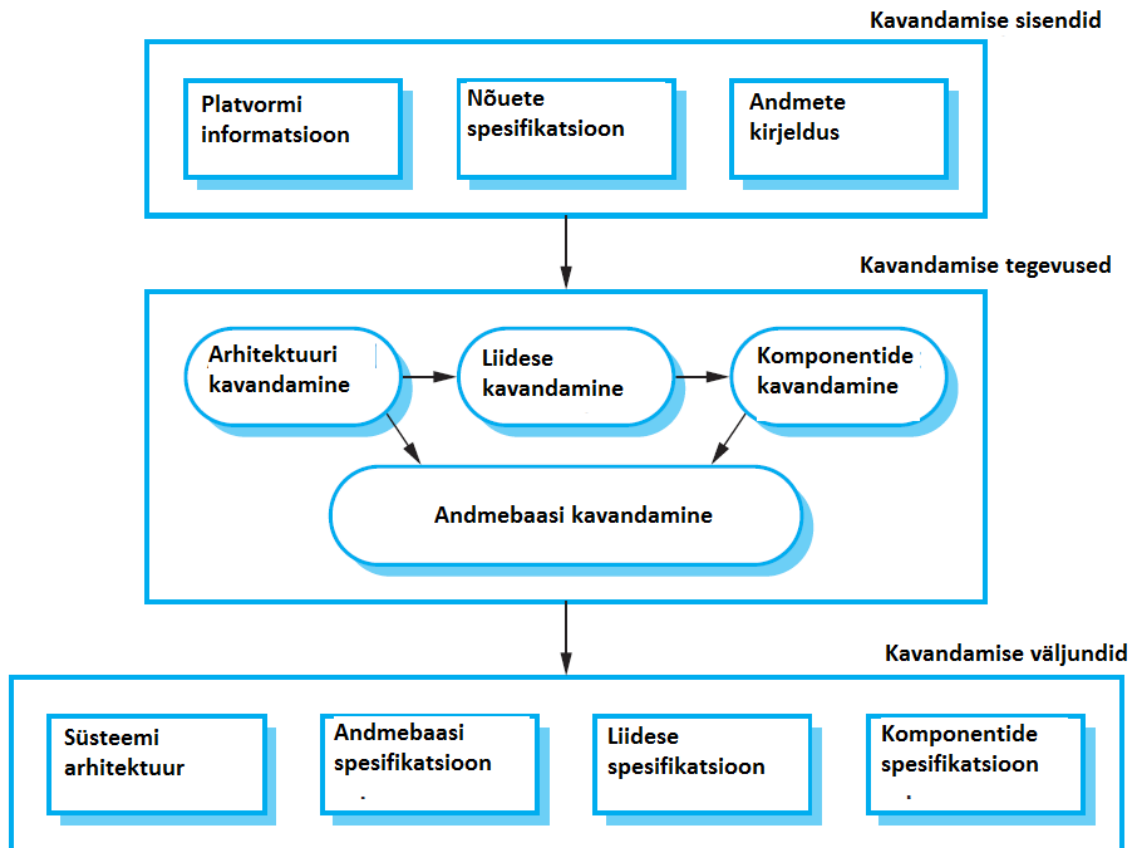 Kavandamise sisendid
Platvormi
informatsioon
Nõuete
spesifikatsioon
Andmete
kirjeldus
Kavandamise tegevused
Arhitektuuri
kavandamine
Liidese
kavandamine
Komponentide
kavandamine
Andmebaasi kavandamine
Kavandamise väljundid
Süsteemi
arhitektuur
Andmebaasi
spesifikatsioon
Liidese
spesifikatsioon
Komponentide
spesifikatsioon